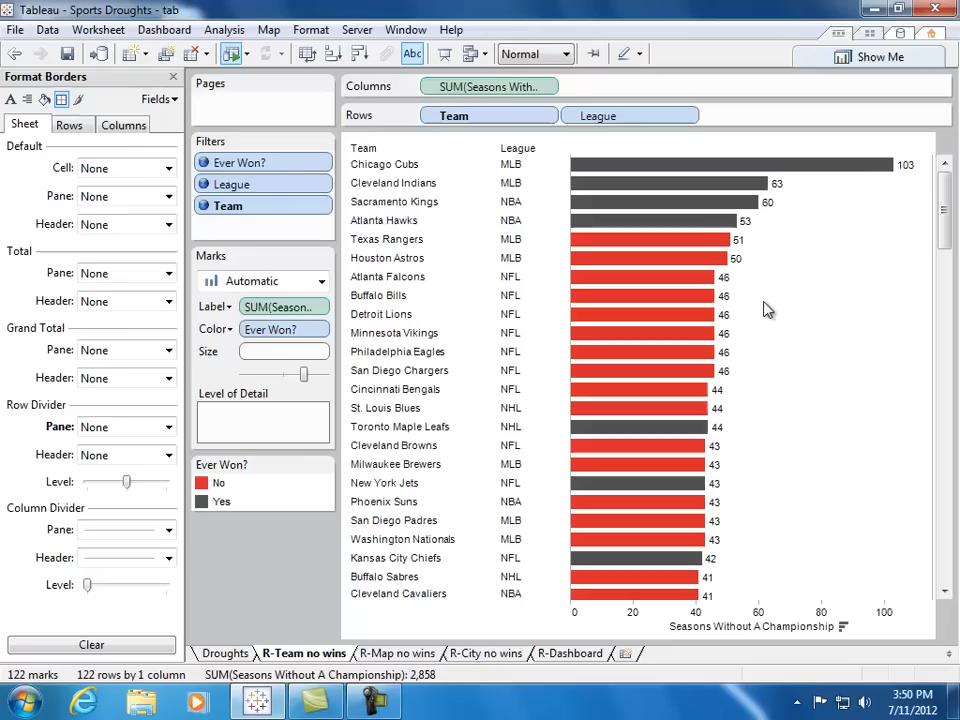 Tableau - Sports Droughts - tab
File Data Worksheet Dashboard Analysis Map Format Server Window Help
Abc Normal Show Me
Format Borders
Fields
Sheet Rows Columns
Default
Cell: None
Pane: None
Header: None
Total
Pane: None
Header: None
Grand Total
Pane: None
Header: None
Row Divider
Pane: None
Header: None
Level:
Column Divider
Pane:
Header:
Level:
Clear
Pages
Filters
Ever Won?
League
Team
Marks
Automatic
Label SUM(Season..
Color Ever Won?
Size
Level of Detail
Ever Won?
No
Yes
Columns SUM(Seasons With..
Rows Team League
Team League
Chicago Cubs MLB 103
Cleveland Indians MLB 63
Sacramento Kings NBA 60
Atlanta Hawks NBA 53
Texas Rangers MLB 51
Houston Astros MLB 50
Atlanta Falcons NFL 46
Buffalo Bills NFL 46
Detroit Lions NFL 46
Minnesota Vikings NFL 46
Philadelphia Eagles NFL 46
San Diego Chargers NFL 46
Cincinnati Bengals NFL 44
St. Louis Blues NHL 44
Toronto Maple Leafs NHL 44
Cleveland Browns NFL 43
Milwaukee Brewers MLB 43
New York Jets NFL 43
Phoenix Suns NBA 43
San Diego Padres MLB 43
Washington Nationals MLB 43
Kansas City Chiefs NFL 42
Buffalo Sabres NHL 41
Cleveland Cavaliers NBA 41
0 20 40 60 80 100
Seasons Without A Championship
Droughts R-Team no wins R-Map no wins R-City no wins R-Dashboard
122 marks 122 rows by 1 column SUM(Seasons Without A Championship): 2,858
3:50 PM
7/11/2012